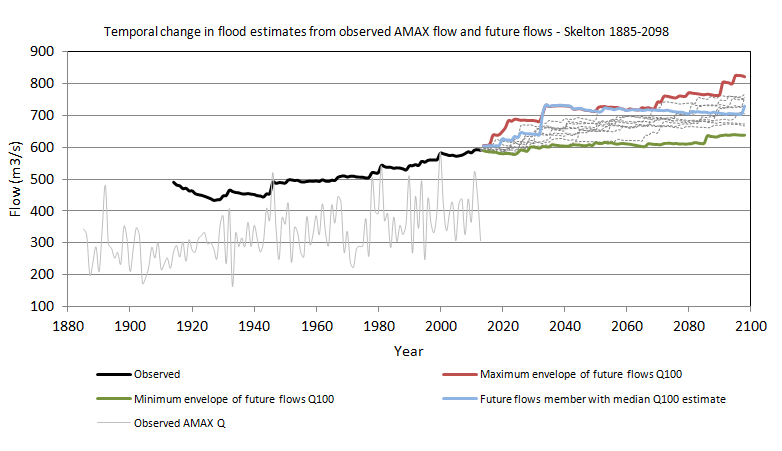 Temporal change in flood estimates from observed AMAX flow and future flows - Skelton 1885-2098
900
800
700
600
500
400
300
200
100
Flow (m3/s)
1880 1900 1920 1940 1960 1980 2000 2020 2040 2060 2080 2100
Year
Observed
Maximum envelope of future flows Q100
Minimum envelope of future flows Q100
Future flows member with median Q100 estimate
Observed AMAX Q